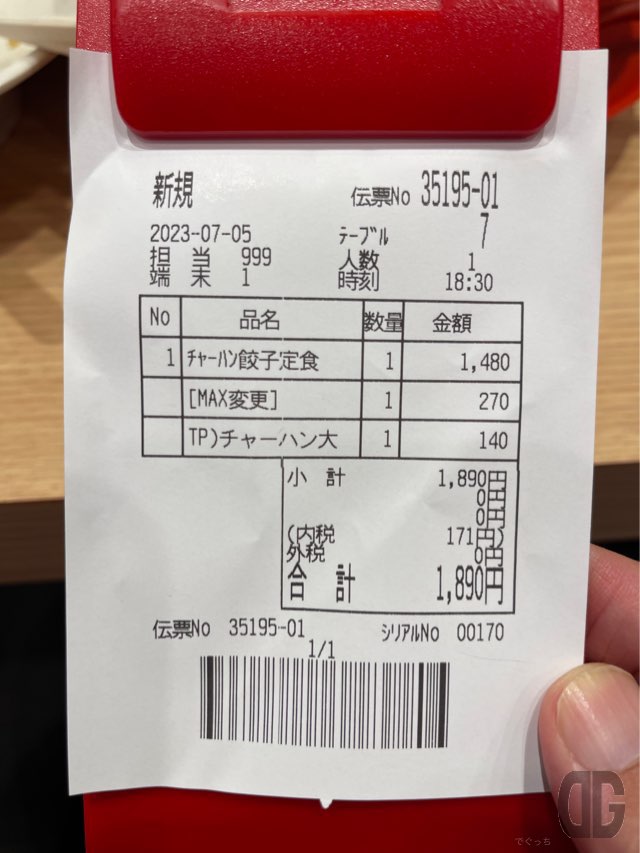 新規 伝票No 35195-01
2023-07-05 ﾃｰﾌﾞﾙ 7
担 当 999 人数 1
端 末 1 時刻 18:30
No 品名 数量 金額
1 ﾁｬｰﾊﾝ餃子定食 1 1,480
[MAX変更] 1 270
TP)チャーハン大 1 140
小 計 1,890円
0円
0円
(内税 171円)
外税 0円
合 計 1,890円
伝票No 35195-01 ｼﾘｱﾙNo 00170
1/1
DG
でぐっち